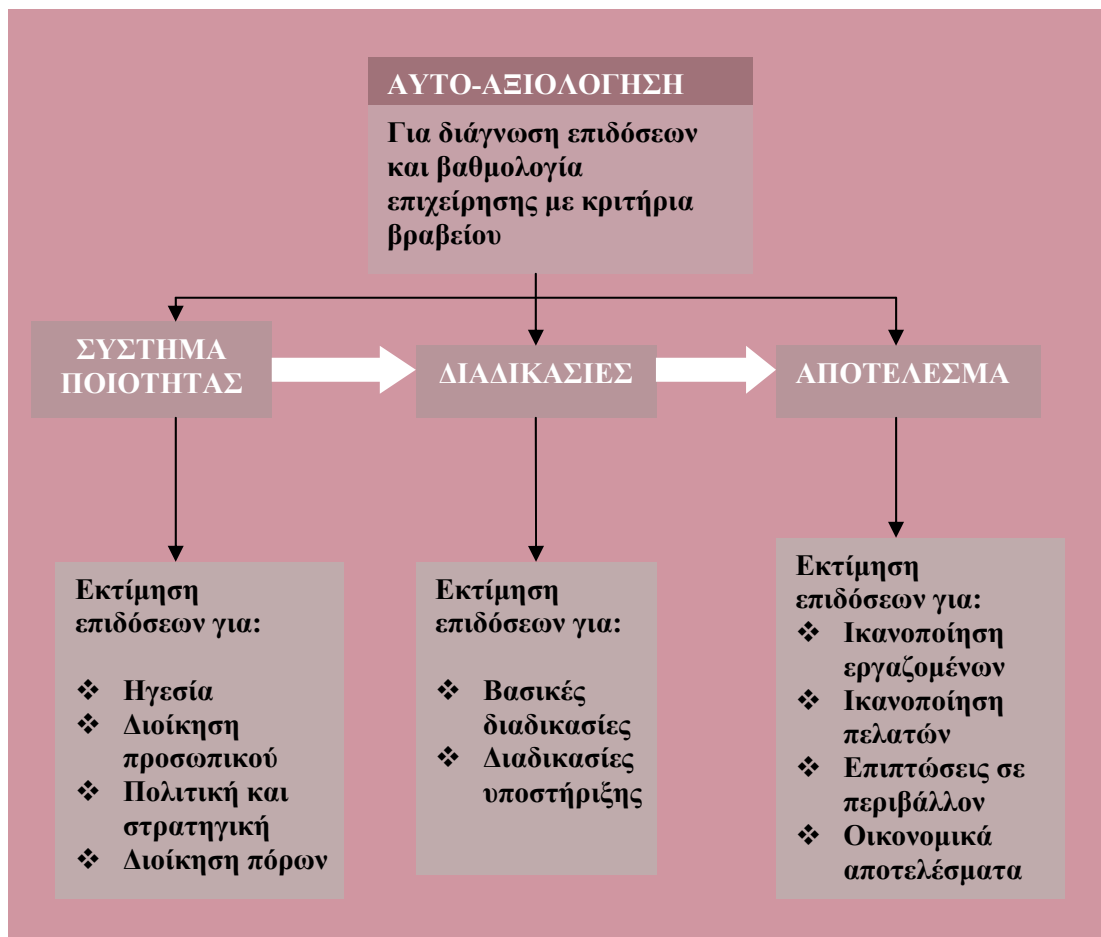 ΑΥΤΟ-ΑΞΙΟΛΟΓΗΣΗ
Για διάγνωση επιδόσεων
και βαθμολογία
επιχείρησης με κριτήρια
βραβείου
ΣΥΣΤΗΜΑ
ΠΟΙΟΤΗΤΑΣ
ΔΙΑΔΙΚΑΣΙΕΣ
ΑΠΟΤΕΛΕΣΜΑ
Εκτίμηση
επιδόσεων για:
❖ Ηγεσία
❖ Διοίκηση
προσωπικού
❖ Πολιτική και
στρατηγική
❖ Διοίκηση πόρων
Εκτίμηση
επιδόσεων για:
❖ Βασικές
διαδικασίες
❖ Διαδικασίες
υποστήριξης
Εκτίμηση
επιδόσεων για:
❖ Ικανοποίηση
εργαζομένων
❖ Ικανοποίηση
πελατών
❖ Επιπτώσεις σε
περιβάλλον
❖ Οικονομικά
αποτελέσματα